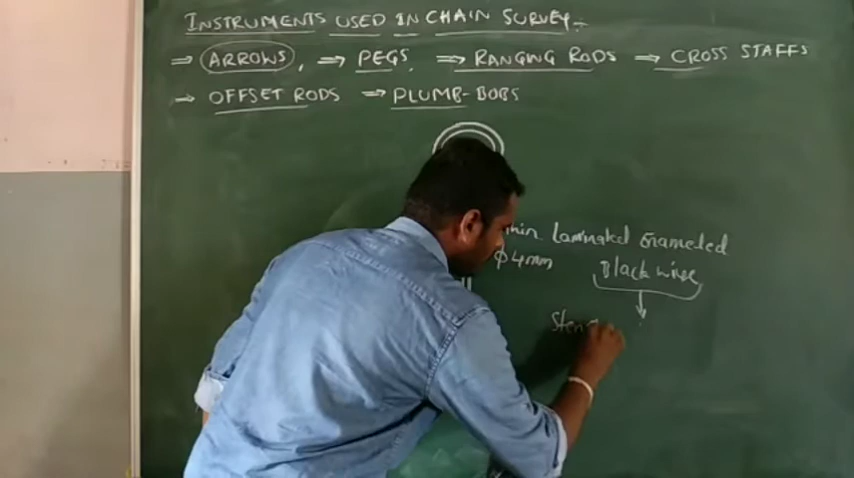 INSTRUMENTS USED IN CHAIN SURVEY:-
⇒ ARROWS, ⇒ PEGS, ⇒ RANGING RODS ⇒ CROSS STAFFS
⇒ OFFSET RODS ⇒ PLUMB-BOBS
Laminated Enameled
ϕ4mm Black wire